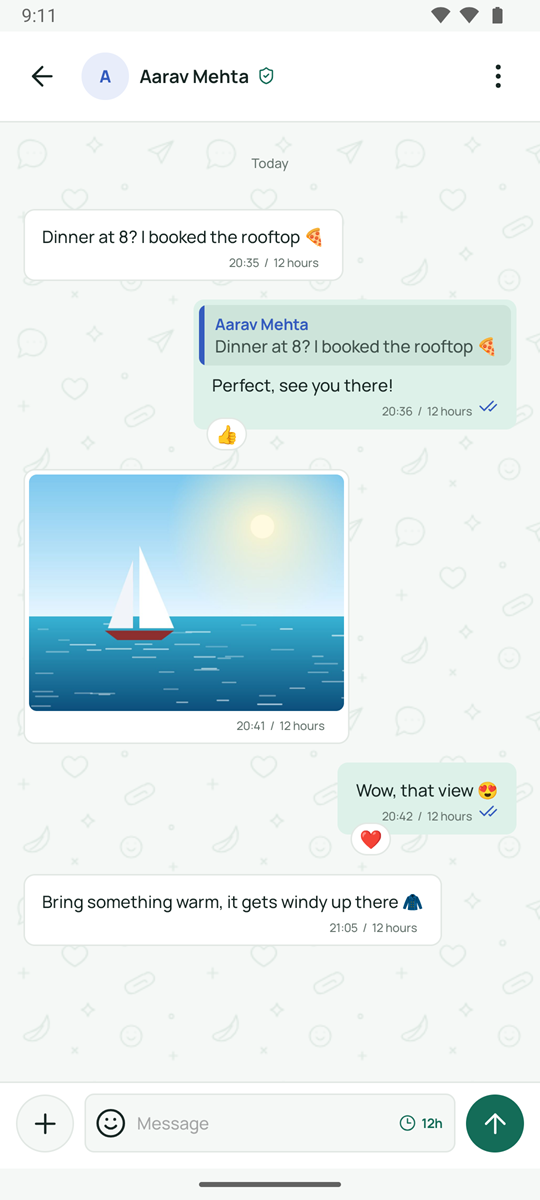 9:11
A
Aarav Mehta
Today
Dinner at 8? I booked the rooftop 🍕
20:35 / 12 hours
Aarav Mehta
Dinner at 8? I booked the rooftop 🍕
Perfect, see you there!
20:36 / 12 hours
👍
20:41 / 12 hours
Wow, that view 😍
20:42 / 12 hours
❤️
Bring something warm, it gets windy up there 🧥
21:05 / 12 hours
Message
12h